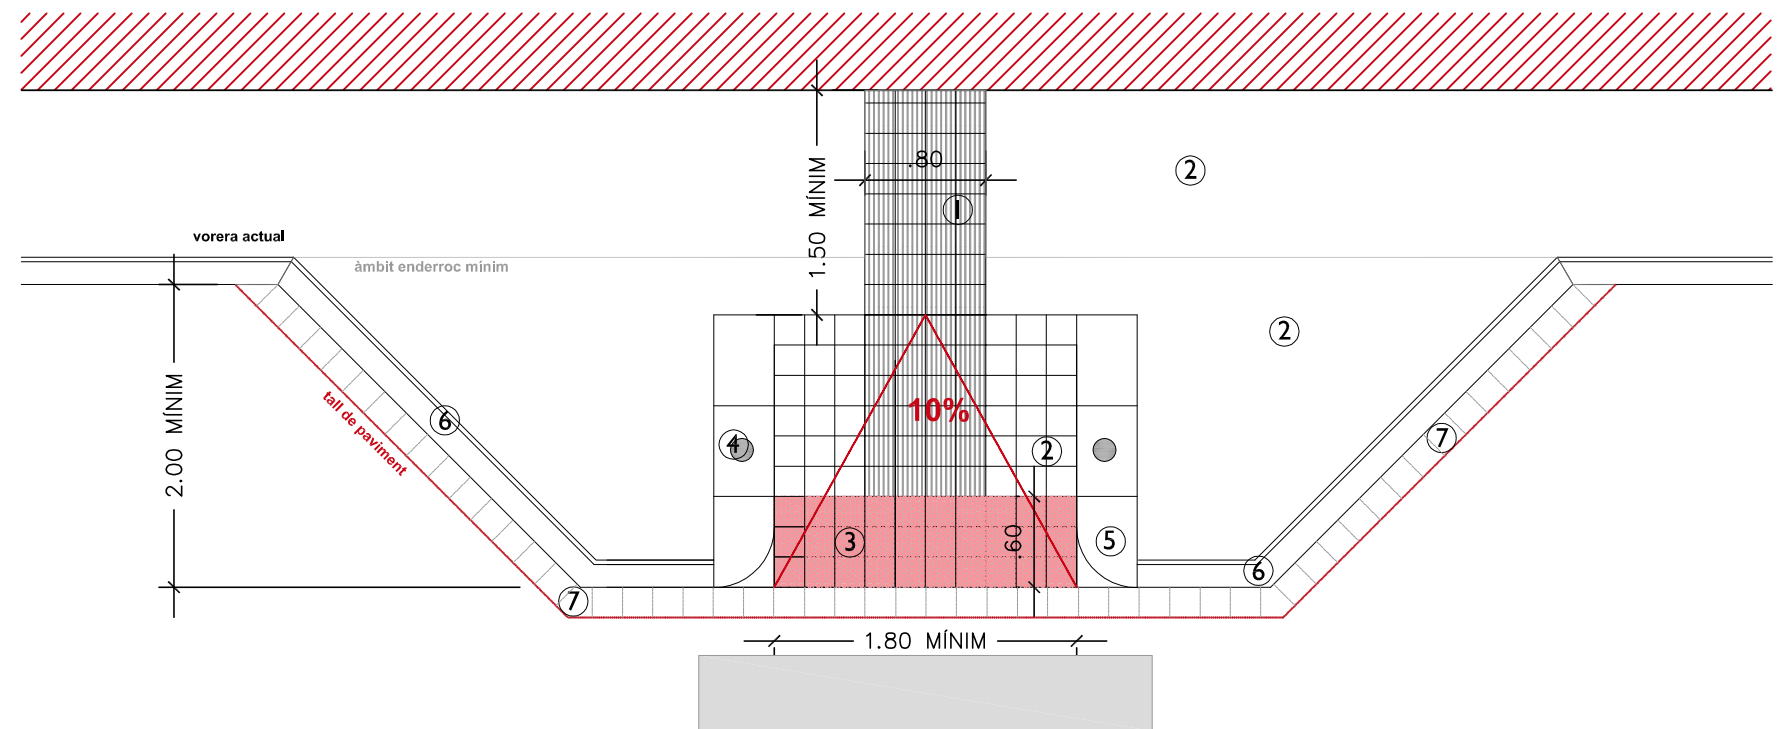 .80
2
1
1.50 MÍNIM
vorera actual
àmbit enderroc mínim
2
2.00 MÍNIM
tall de paviment
6
10%
4
2
7
3
.60
5
6
7
1.80 MÍNIM